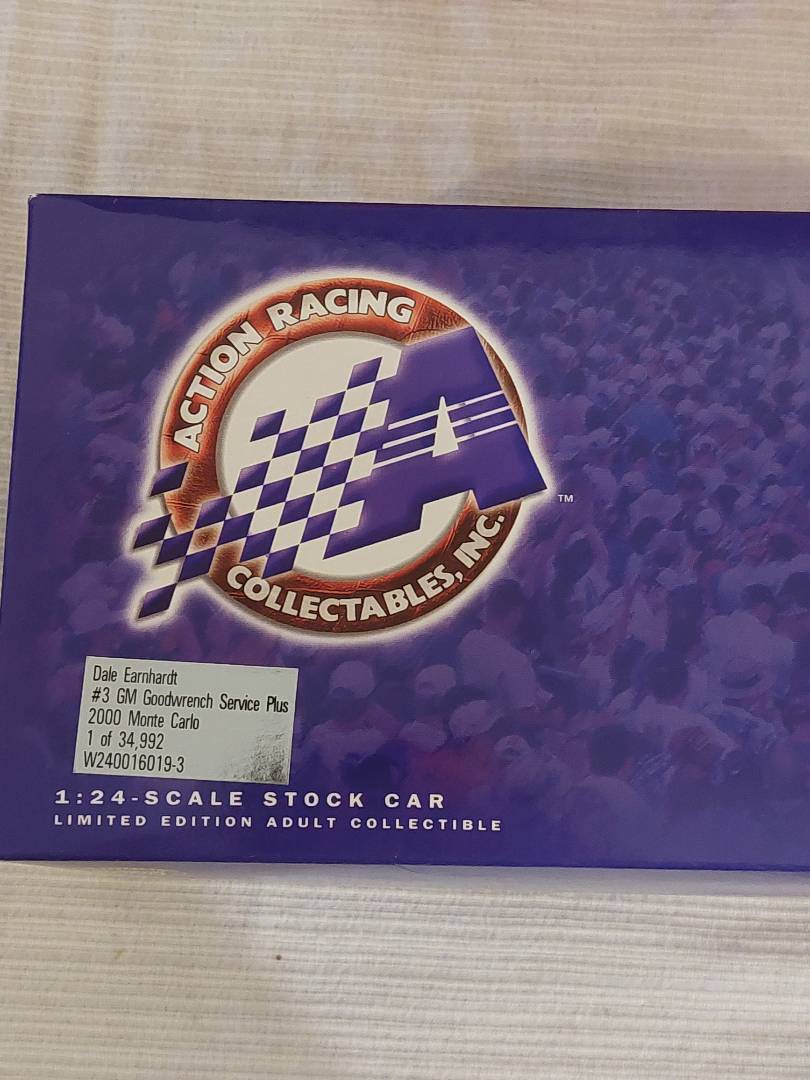 ACTION RACING
COLLECTABLES, INC.
TM
Dale Earnhardt
#3 GM Goodwrench Service Plus
2000 Monte Carlo
1 of 34,992
W240016019-3
1:24-SCALE STOCK CAR
LIMITED EDITION ADULT COLLECTIBLE